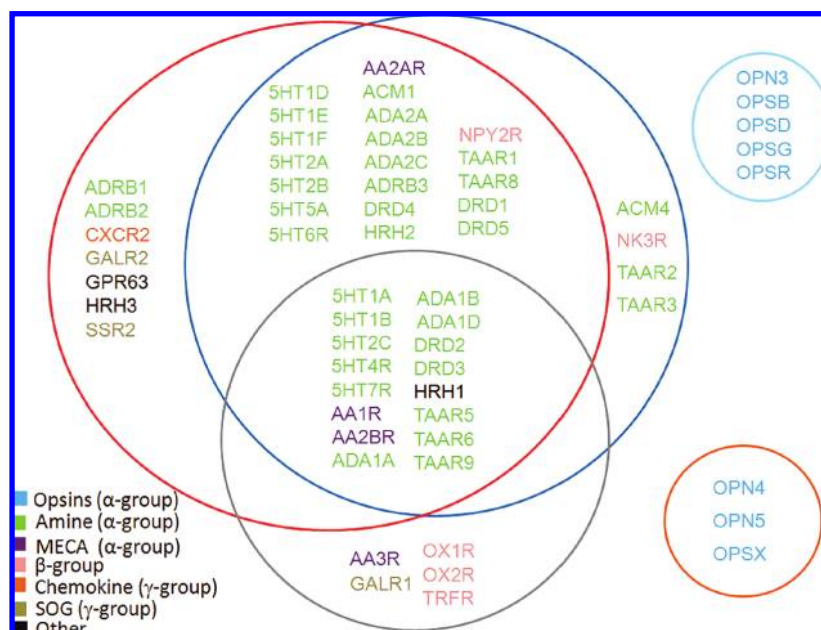 AA2AR
5HT1D ACM1
5HT1E ADA2A
5HT1F ADA2B NPY2R
5HT2A ADA2C TAAR1
5HT2B ADRB3 TAAR8
5HT5A DRD4 DRD1
5HT6R HRH2 DRD5
ADRB1
ADRB2
CXCR2
GALR2
GPR63
HRH3
SSR2
ACM4
NK3R
TAAR2
TAAR3
OPN3
OPSB
OPSD
OPSG
OPSR
5HT1A ADA1B
5HT1B ADA1D
5HT2C DRD2
5HT4R DRD3
5HT7R HRH1
AA1R TAAR5
AA2BR TAAR6
ADA1A TAAR9
OPN4
OPN5
OPSX
AA3R OX1R
GALR1 OX2R
TRFR
Opsins (α-group)
Amine (α-group)
MECA (α-group)
β-group
Chemokine (γ-group)
SOG (γ-group)
Other